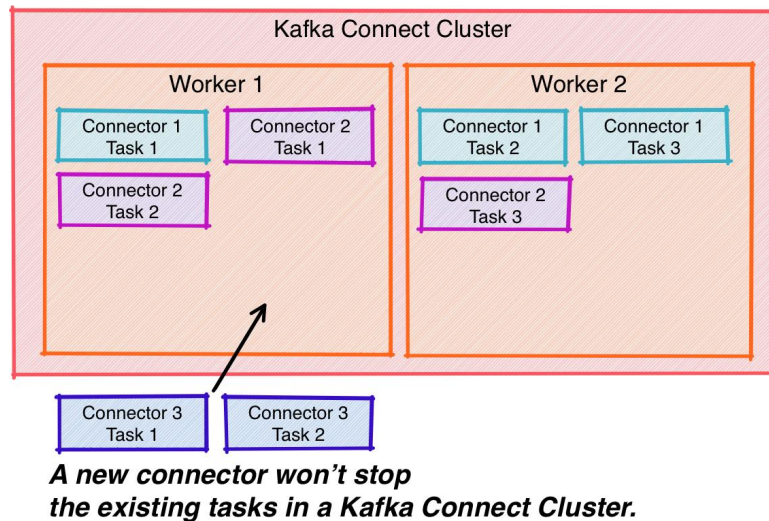 Kafka Connect Cluster
Worker 1
Connector 1
Task 1
Connector 2
Task 1
Connector 2
Task 2
Worker 2
Connector 1
Task 2
Connector 1
Task 3
Connector 2
Task 3
Connector 3
Task 1
Connector 3
Task 2
A new connector won't stop
the existing tasks in a Kafka Connect Cluster.